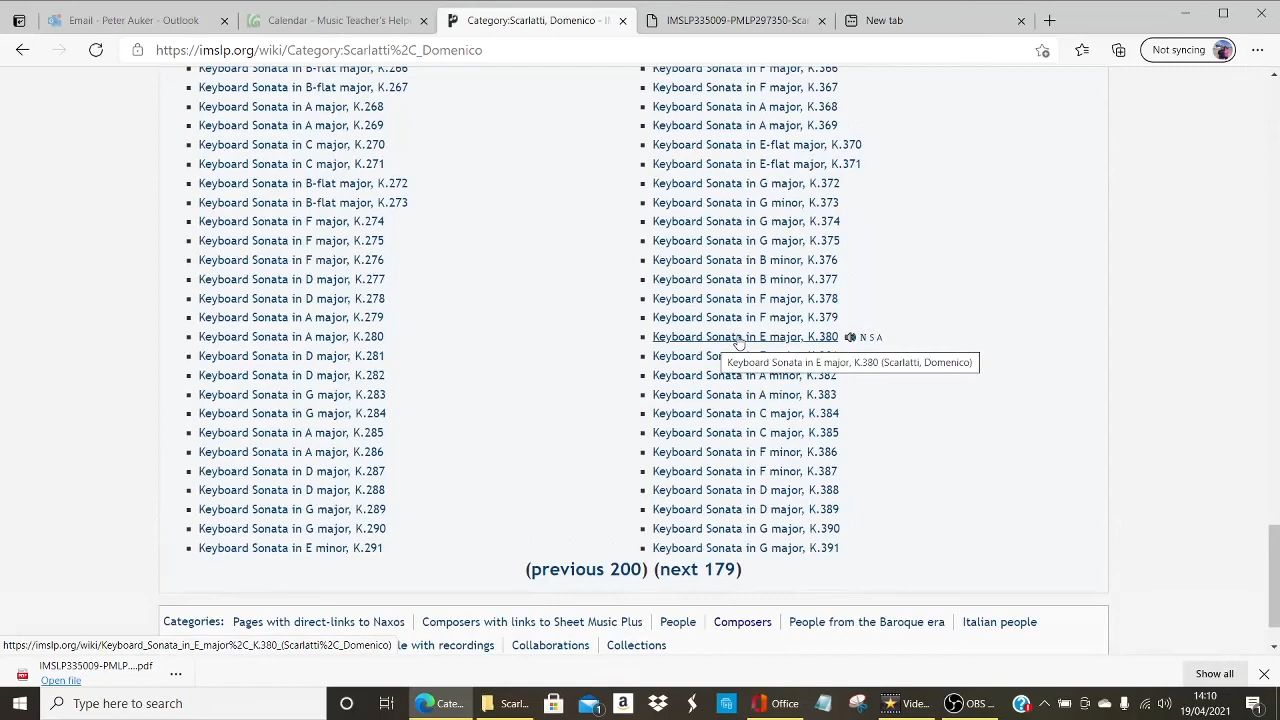 Email - Peter Auker - Outlook
Calendar - Music Teacher's Help
Category:Scarlatti, Domenico - IM
IMSLP335009-PMLP327350-Scar
New tab
https://imslp.org/wiki/Category:Scarlatti%2C_Domenico
Not syncing
Keyboard Sonata in B-flat major, K.266
Keyboard Sonata in B-flat major, K.267
Keyboard Sonata in A major, K.268
Keyboard Sonata in A major, K.269
Keyboard Sonata in C major, K.270
Keyboard Sonata in C major, K.271
Keyboard Sonata in B-flat major, K.272
Keyboard Sonata in B-flat major, K.273
Keyboard Sonata in F major, K.274
Keyboard Sonata in F major, K.275
Keyboard Sonata in F major, K.276
Keyboard Sonata in D major, K.277
Keyboard Sonata in D major, K.278
Keyboard Sonata in A major, K.279
Keyboard Sonata in A major, K.280
Keyboard Sonata in D major, K.281
Keyboard Sonata in D major, K.282
Keyboard Sonata in G major, K.283
Keyboard Sonata in G major, K.284
Keyboard Sonata in A major, K.285
Keyboard Sonata in A major, K.286
Keyboard Sonata in D major, K.287
Keyboard Sonata in D major, K.288
Keyboard Sonata in G major, K.289
Keyboard Sonata in G major, K.290
Keyboard Sonata in E minor, K.291
Keyboard Sonata in F major, K.366
Keyboard Sonata in F major, K.367
Keyboard Sonata in A major, K.368
Keyboard Sonata in A major, K.369
Keyboard Sonata in E-flat major, K.370
Keyboard Sonata in E-flat major, K.371
Keyboard Sonata in G major, K.372
Keyboard Sonata in G minor, K.373
Keyboard Sonata in G major, K.374
Keyboard Sonata in G major, K.375
Keyboard Sonata in B minor, K.376
Keyboard Sonata in B minor, K.377
Keyboard Sonata in F major, K.378
Keyboard Sonata in F major, K.379
Keyboard Sonata in E major, K.380 N S A
Keyboard So
Keyboard Sonata in E major, K.380 (Scarlatti, Domenico)
Keyboard Sonata in A minor, K.382
Keyboard Sonata in A minor, K.383
Keyboard Sonata in C major, K.384
Keyboard Sonata in C major, K.385
Keyboard Sonata in F minor, K.386
Keyboard Sonata in F minor, K.387
Keyboard Sonata in D major, K.388
Keyboard Sonata in D major, K.389
Keyboard Sonata in G major, K.390
Keyboard Sonata in G major, K.391
(previous 200) (next 179)
Categories: Pages with direct-links to Naxos Composers with links to Sheet Music Plus People Composers People from the Baroque era Italian people
https://imslp.org/wiki/Keyboard_Sonata_in_E_major%2C_K.380_(Scarlatti%2C_Domenico)
le with recordings Collaborations Collections
IMSLP335009-PMLP....pdf
Open file
Show all
Type here to search
Cate...
Scarl...
Office
Vide...
OBS ...
14:10
19/04/2021